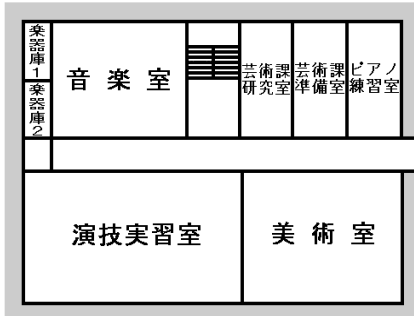 楽器庫1
楽器庫2
音楽室
芸術課
研究室
芸術課
準備室
ピアノ
練習室
演技実習室
美術室